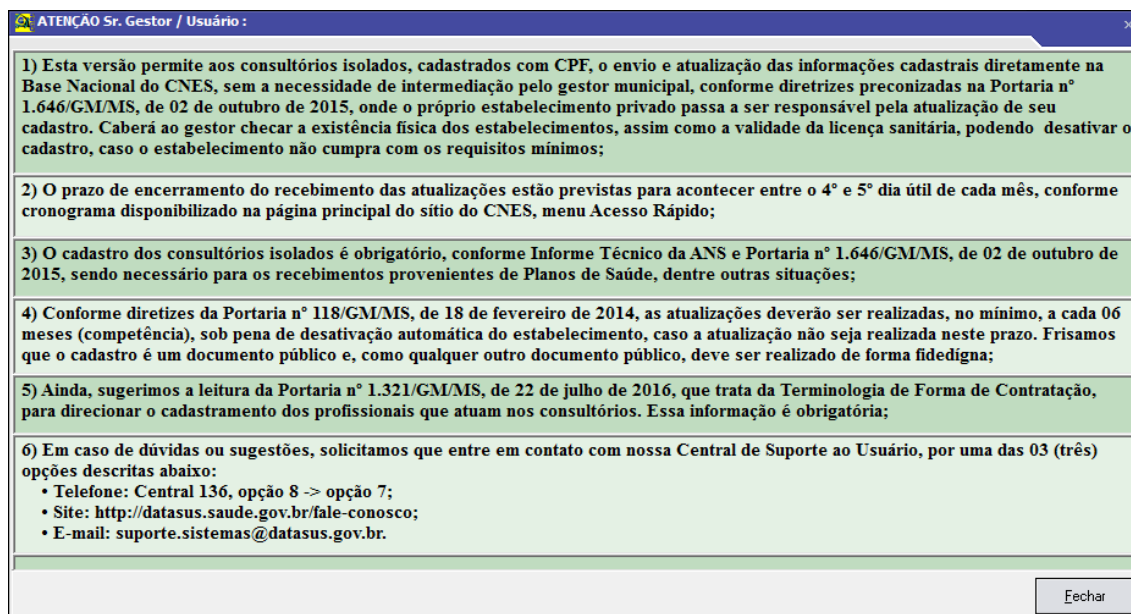 ATENÇÃO Sr. Gestor / Usuário :
1) Esta versão permite aos consultórios isolados, cadastrados com CPF, o envio e atualização das informações cadastrais diretamente na
Base Nacional do CNES, sem a necessidade de intermediação pelo gestor municipal, conforme diretrizes preconizadas na Portaria nº
1.646/GM/MS, de 02 de outubro de 2015, onde o próprio estabelecimento privado passa a ser responsável pela atualização de seu
cadastro. Caberá ao gestor checar a existência física dos estabelecimentos, assim como a validade da licença sanitária, podendo desativar o
cadastro, caso o estabelecimento não cumpra com os requisitos mínimos;
2) O prazo de encerramento do recebimento das atualizações estão previstas para acontecer entre o 4º e 5º dia útil de cada mês, conforme
cronograma disponibilizado na página principal do sítio do CNES, menu Acesso Rápido;
3) O cadastro dos consultórios isolados é obrigatório, conforme Informe Técnico da ANS e Portaria nº 1.646/GM/MS, de 02 de outubro de
2015, sendo necessário para os recebimentos provenientes de Planos de Saúde, dentre outras situações;
4) Conforme diretizes da Portaria nº 118/GM/MS, de 18 de fevereiro de 2014, as atualizações deverão ser realizadas, no mínimo, a cada 06
meses (competência), sob pena de desativação automática do estabelecimento, caso a atualização não seja realizada neste prazo. Frisamos
que o cadastro é um documento público e, como qualquer outro documento público, deve ser realizado de forma fidedígna;
5) Ainda, sugerimos a leitura da Portaria nº 1.321/GM/MS, de 22 de julho de 2016, que trata da Terminologia de Forma de Contratação,
para direcionar o cadastramento dos profissionais que atuam nos consultórios. Essa informação é obrigatória;
6) Em caso de dúvidas ou sugestões, solicitamos que entre em contato com nossa Central de Suporte ao Usuário, por uma das 03 (três)
opções descritas abaixo:
• Telefone: Central 136, opção 8 -> opção 7;
• Site: http://datasus.saude.gov.br/fale-conosco;
• E-mail: suporte.sistemas@datasus.gov.br.
Fechar